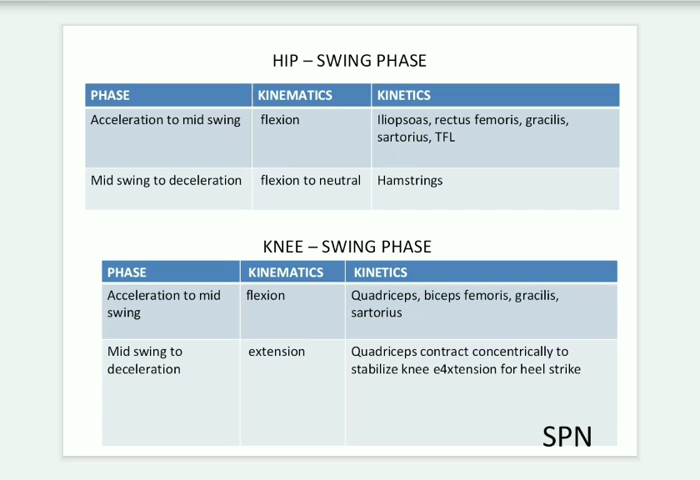 HIP – SWING PHASE
PHASE KINEMATICS KINETICS
Acceleration to mid swing flexion Iliopsoas, rectus femoris, gracilis,
sartorius, TFL
Mid swing to deceleration flexion to neutral Hamstrings
KNEE – SWING PHASE
PHASE KINEMATICS KINETICS
Acceleration to mid flexion Quadriceps, biceps femoris, gracilis,
swing sartorius
Mid swing to extension Quadriceps contract concentrically to
deceleration stabilize knee e4xtension for heel strike
SPN